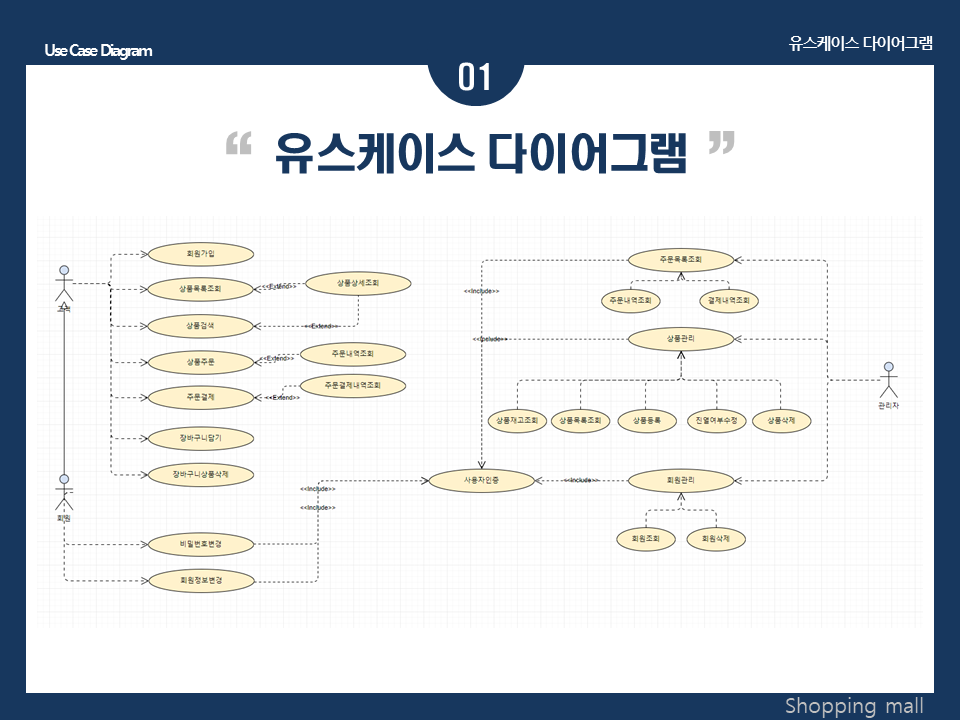 Use Case Diagram
유스케이스 다이어그램
01
“ 유스케이스 다이어그램 ”
회원가입
상품목록조회
<<Extend>>
상품상세조회
상품검색
<<Extend>>
상품주문
<<Extend>>
주문내역조회
주문결제
<<Extend>>
주문결제내역조회
장바구니담기
장바구니상품삭제
고객
회원
비밀번호변경
회원정보변경
<<Include>>
<<Include>>
사용자인증
<<Include>>
<<Include>>
<<Include>>
주문목록조회
주문내역조회
결제내역조회
상품관리
상품재고조회
상품목록조회
상품등록
진열여부수정
상품삭제
회원관리
회원조회
회원삭제
관리자
Shopping mall